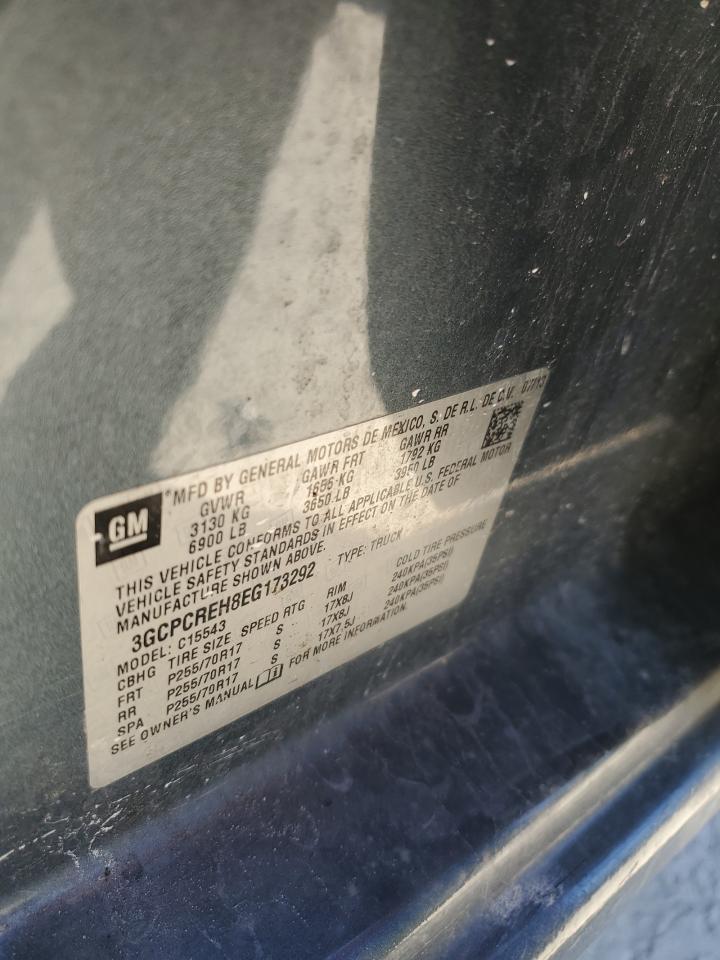 GM
MFD BY GENERAL MOTORS DE MEXICO, S. DE R.L. DE C.V. 07/13
GVWR GAWR FRT GAWR RR
3130 KG 1656 KG 1792 KG
6900 LB 3650 LB 3950 LB
THIS VEHICLE CONFORMS TO ALL APPLICABLE U.S. FEDERAL MOTOR
VEHICLE SAFETY STANDARDS IN EFFECT ON THE DATE OF
MANUFACTURE SHOWN ABOVE.
3GCPCREH8EG173292 TYPE: TRUCK
MODEL: C15543 COLD TIRE PRESSURE
CBHG TIRE SIZE SPEED RTG RIM
FRT P255/70R17 S 17X8J 240KPA(35PSI)
RR P255/70R17 S 17X8J 240KPA(35PSI)
SPA P255/70R17 S 17X7.5J 240KPA(35PSI)
SEE OWNER'S MANUAL FOR MORE INFORMATION.